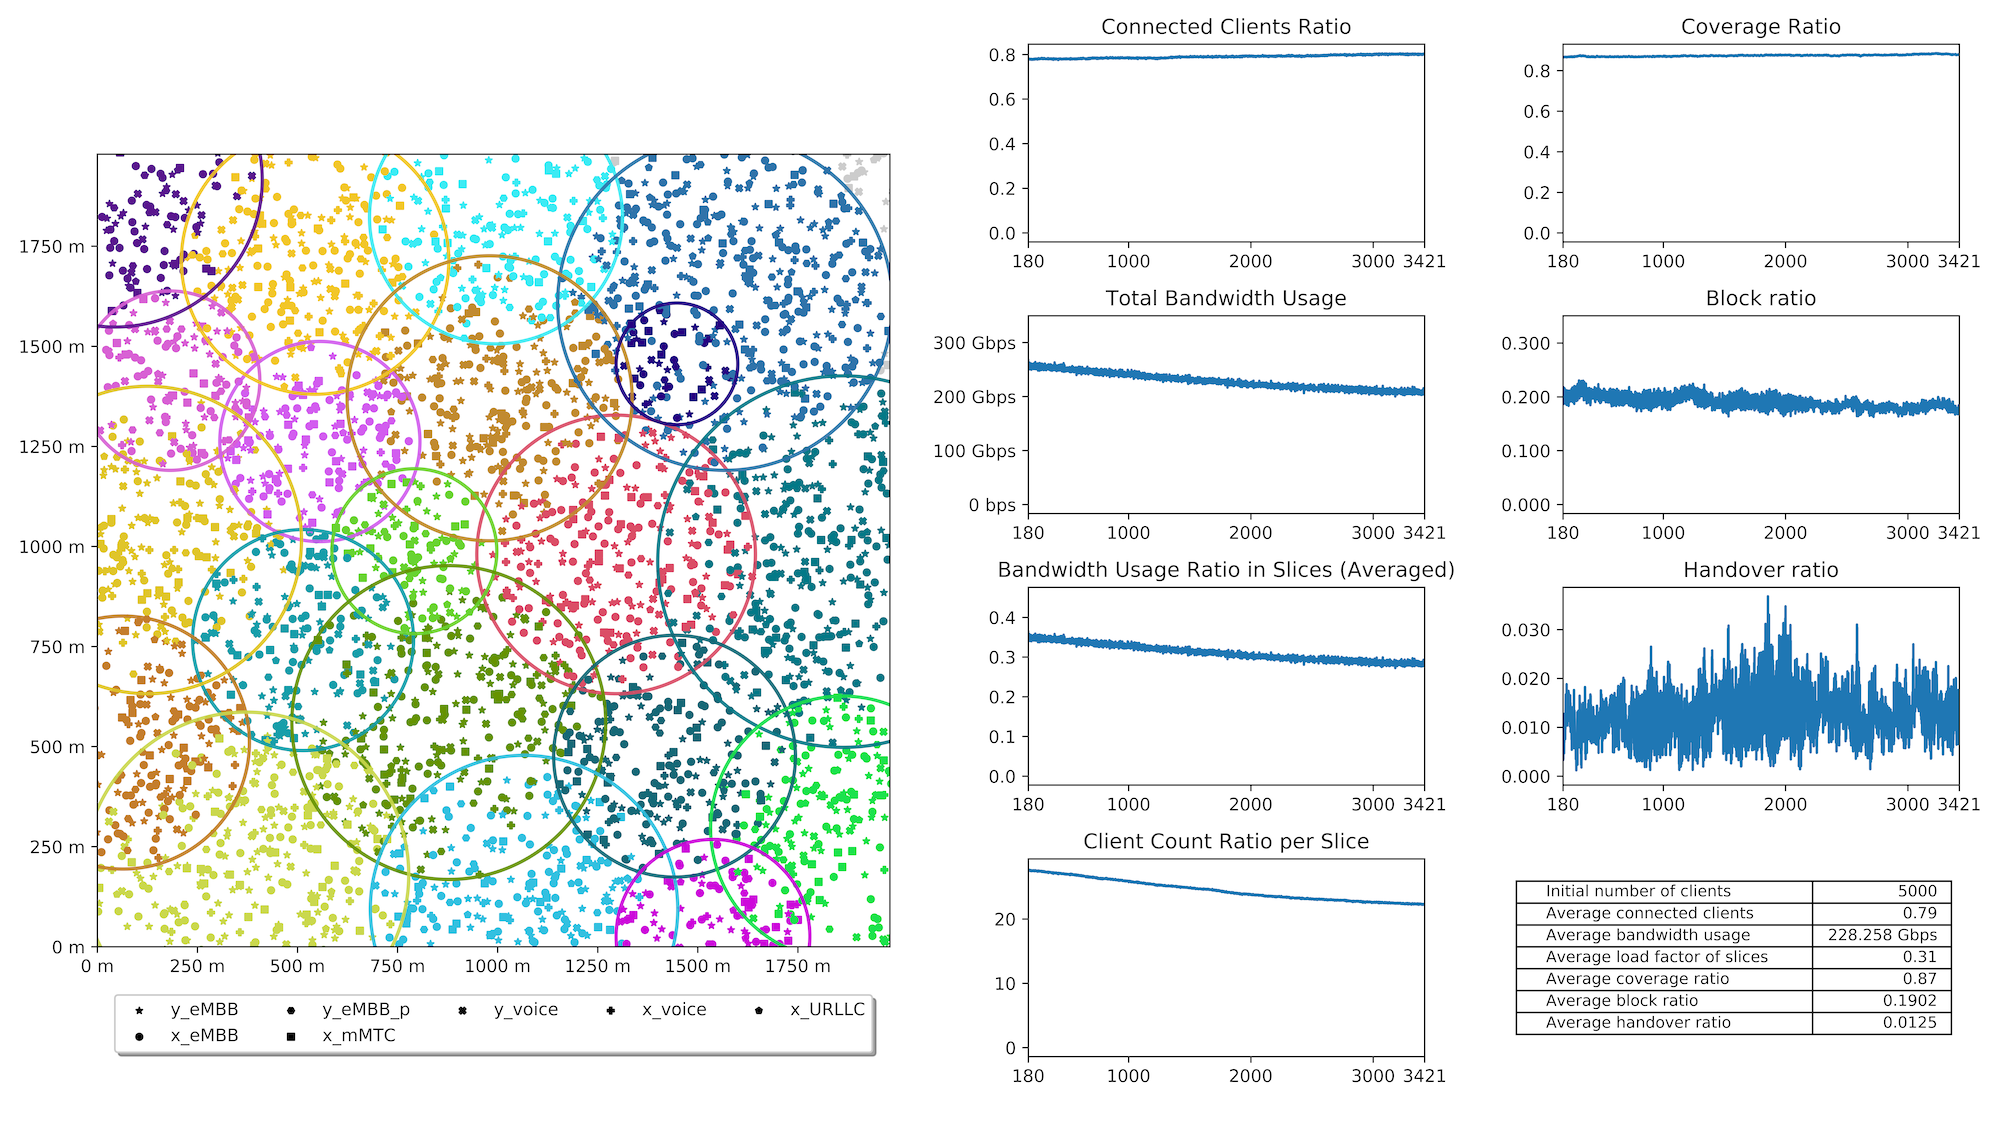 1750 m
1500 m
1250 m
1000 m
750 m
500 m
250 m
0 m
0 m 250 m 500 m 750 m 1000 m 1250 m 1500 m 1750 m
y_eMBB y_eMBB_p y_voice x_voice x_URLLC
x_eMBB x_mMTC
Connected Clients Ratio
0.8
0.6
0.4
0.2
0.0
180 1000 2000 3000 3421
Coverage Ratio
0.8
0.6
0.4
0.2
0.0
180 1000 2000 3000 3421
Total Bandwidth Usage
300 Gbps
200 Gbps
100 Gbps
0 bps
180 1000 2000 3000 3421
Block ratio
0.300
0.200
0.100
0.000
180 1000 2000 3000 3421
Bandwidth Usage Ratio in Slices (Averaged)
0.4
0.3
0.2
0.1
0.0
180 1000 2000 3000 3421
Handover ratio
0.030
0.020
0.010
0.000
180 1000 2000 3000 3421
Client Count Ratio per Slice
20
10
0
180 1000 2000 3000 3421
Initial number of clients 5000
Average connected clients 0.79
Average bandwidth usage 228.258 Gbps
Average load factor of slices 0.31
Average coverage ratio 0.87
Average block ratio 0.1902
Average handover ratio 0.0125